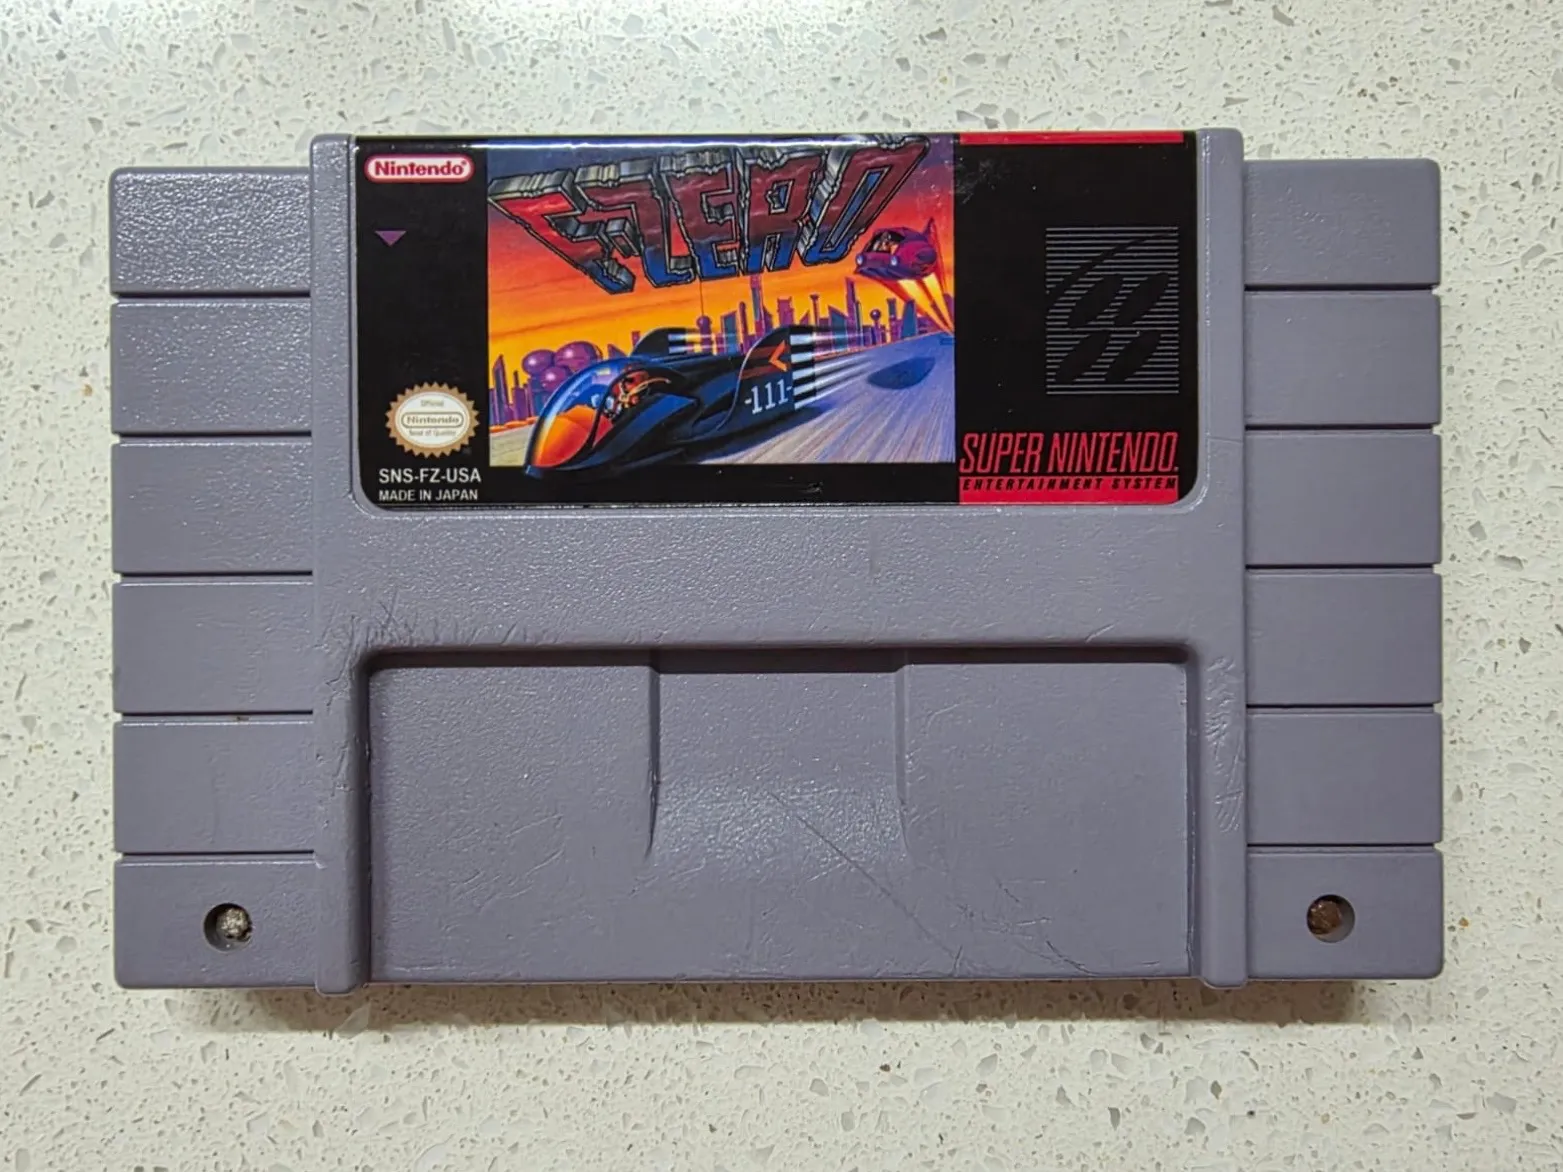 Nintendo®
F-ZERO
-111-
Official
Nintendo
Seal of Quality
SNS-FZ-USA
MADE IN JAPAN
SUPER NINTENDO.
ENTERTAINMENT SYSTEM